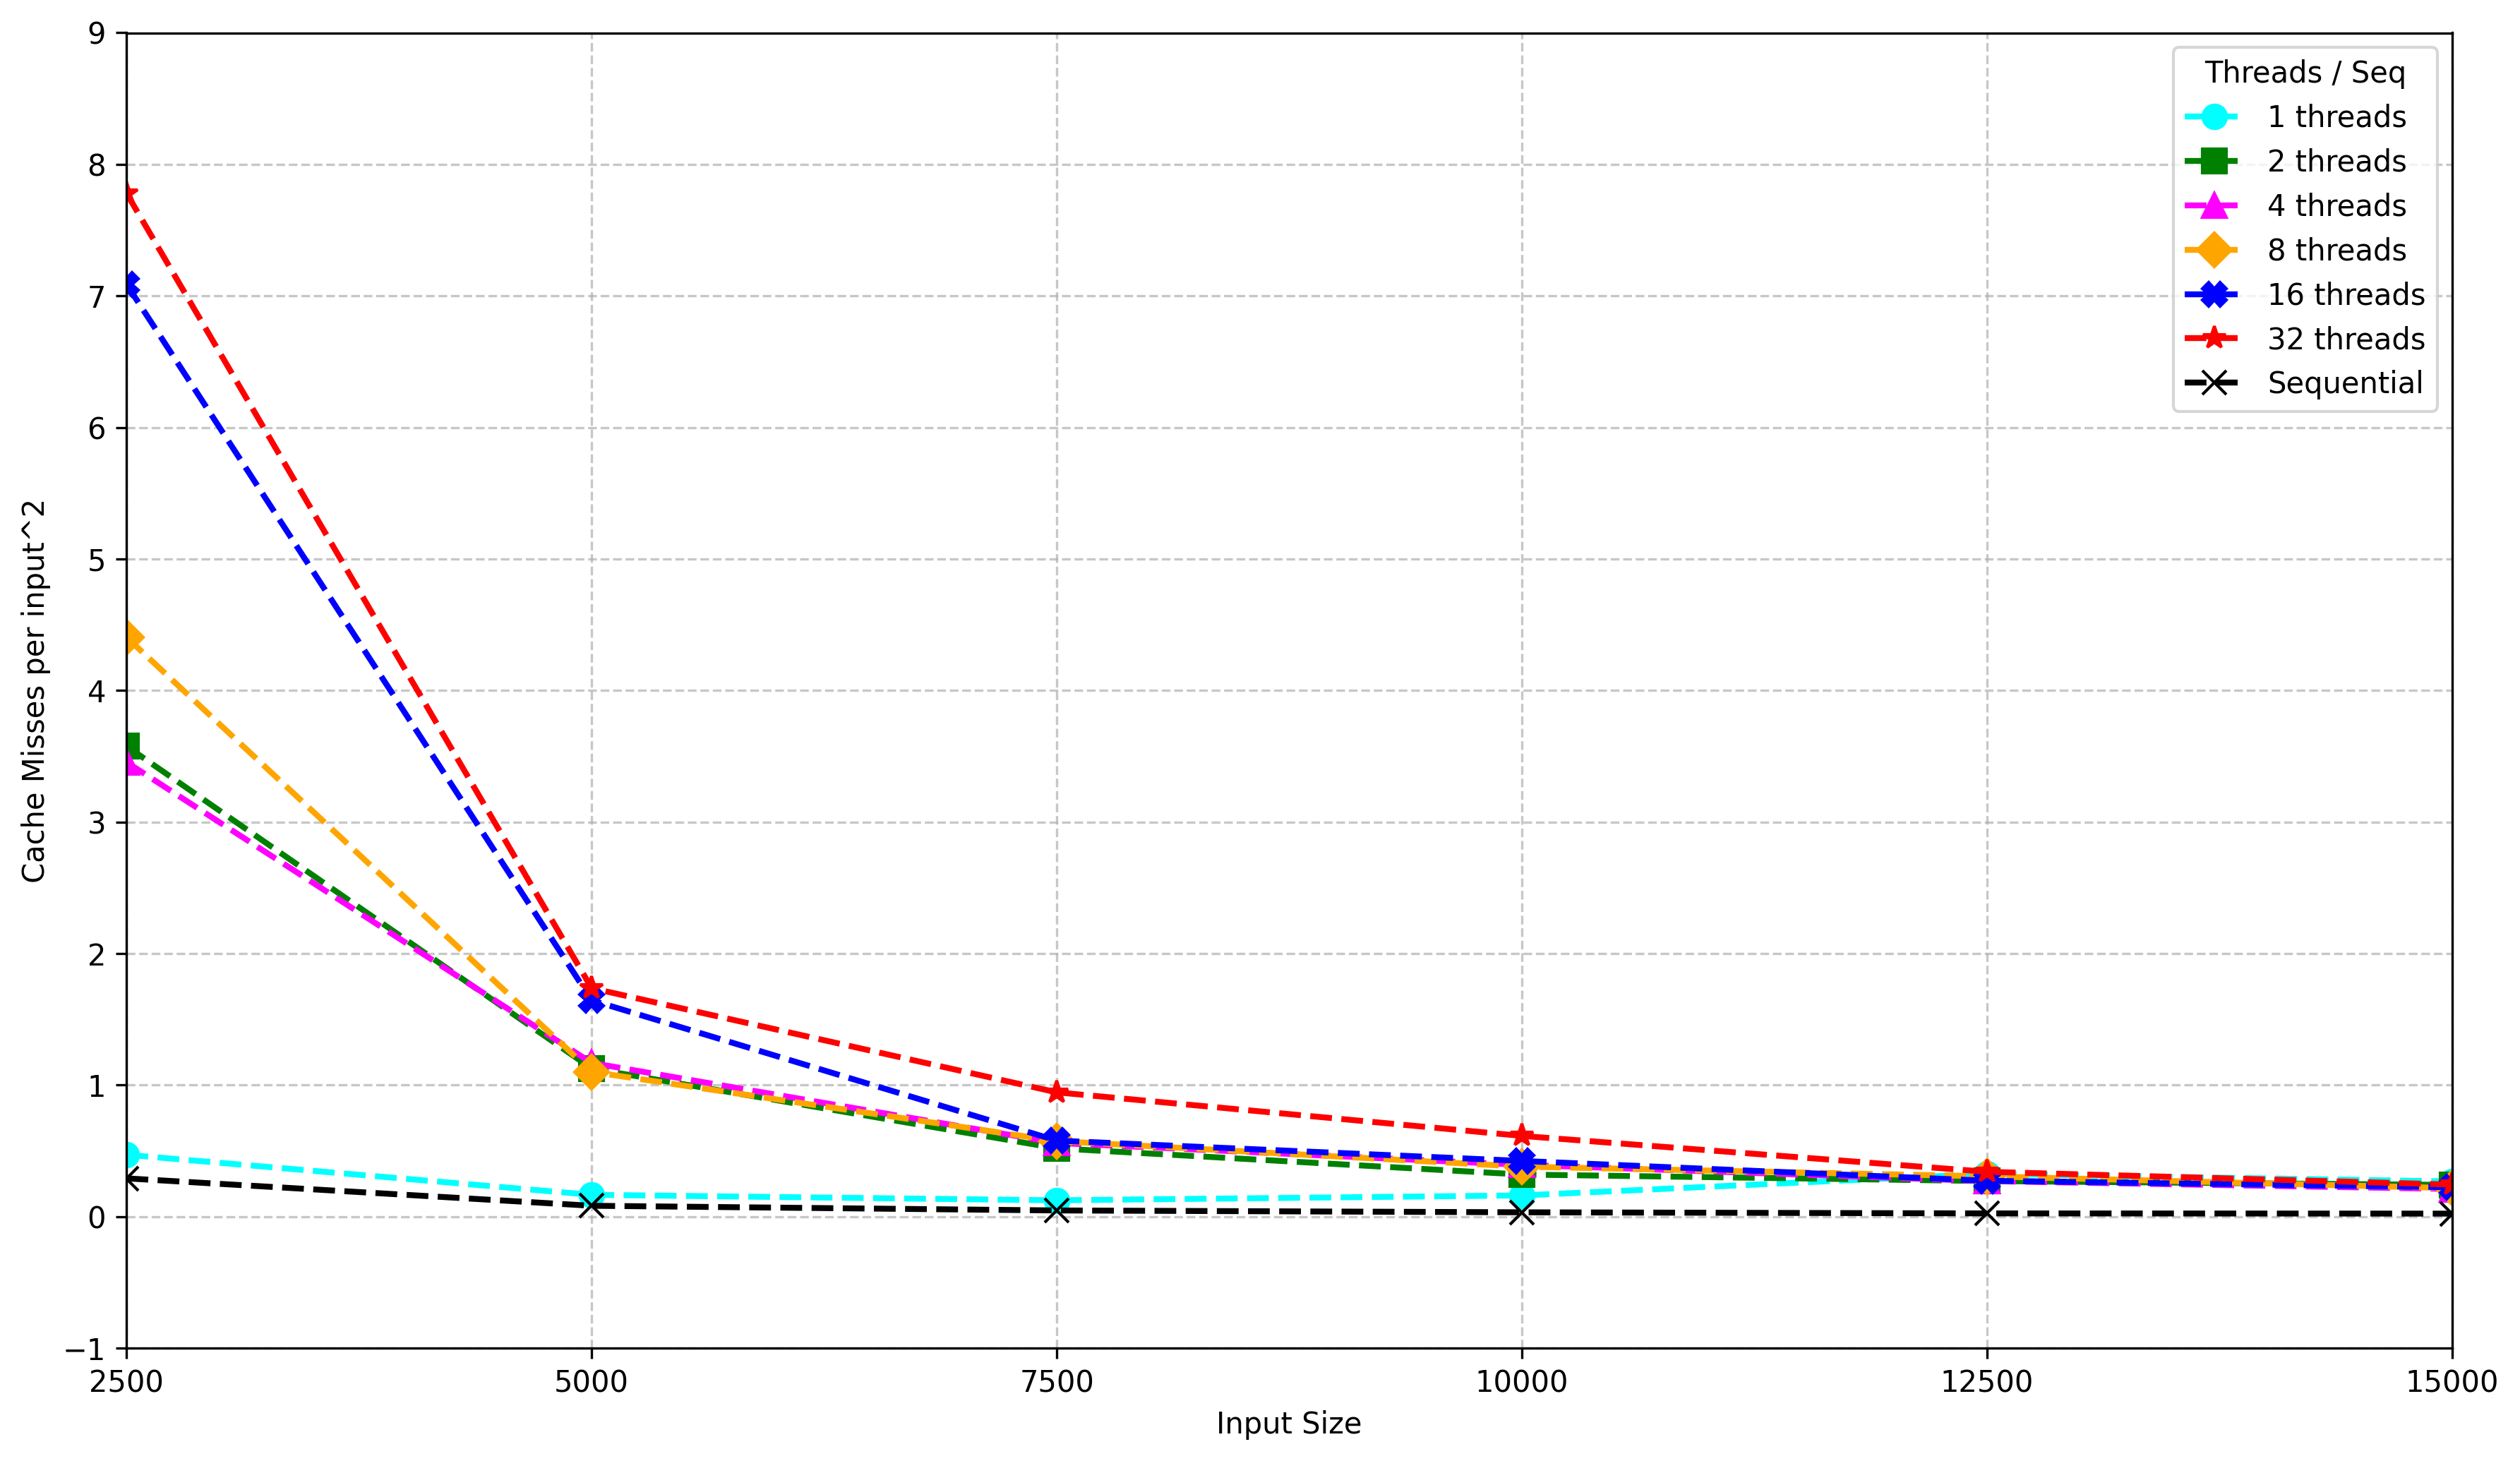 9
8
7
6
5
4
3
2
1
0
−1
Cache Misses per input^2
Threads / Seq
1 threads
2 threads
4 threads
8 threads
16 threads
32 threads
Sequential
2500 5000 7500 10000 12500 15000
Input Size